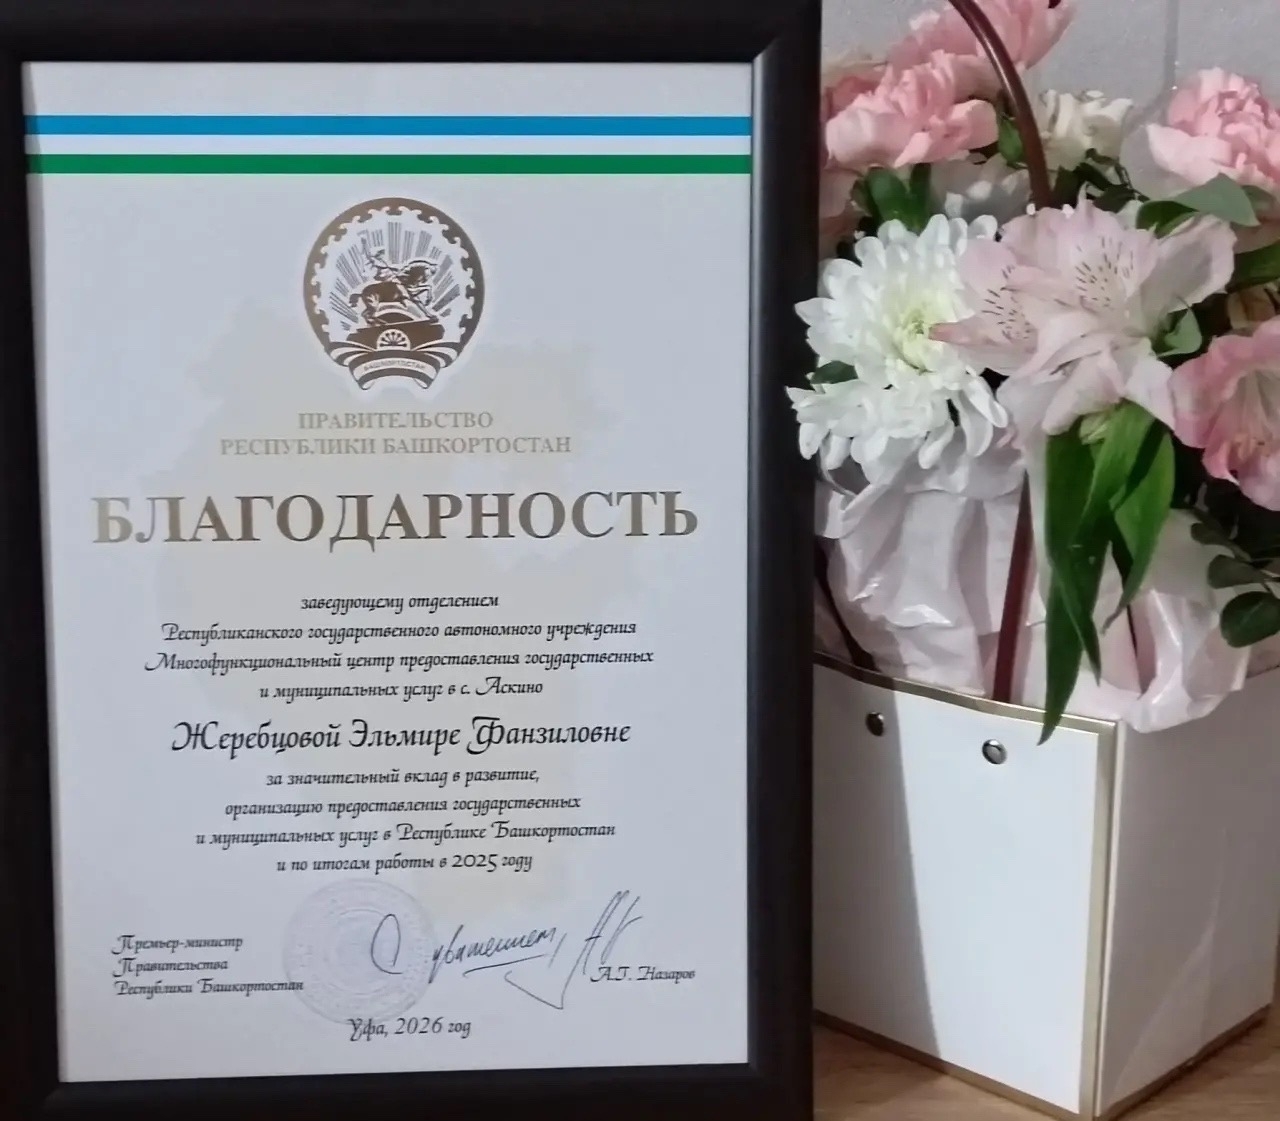 БАШКОРТОСТАН
ПРАВИТЕЛЬСТВО
РЕСПУБЛИКИ БАШКОРТОСТАН
БЛАГОДАРНОСТЬ
заведующему отделением
Республиканского государственного автономного учреждения
Многофункциональный центр предоставления государственных
и муниципальных услуг в с. Аскино
Жеребцовой Эльмире Фанзиловне
за значительный вклад в развитие,
организацию предоставления государственных
и муниципальных услуг в Республике Башкортостан
и по итогам работы в 2025 году
Премьер-министр
Правительства
Республики Башкортостан
С уважением,
А.Г. Назаров
Уфа, 2026 год